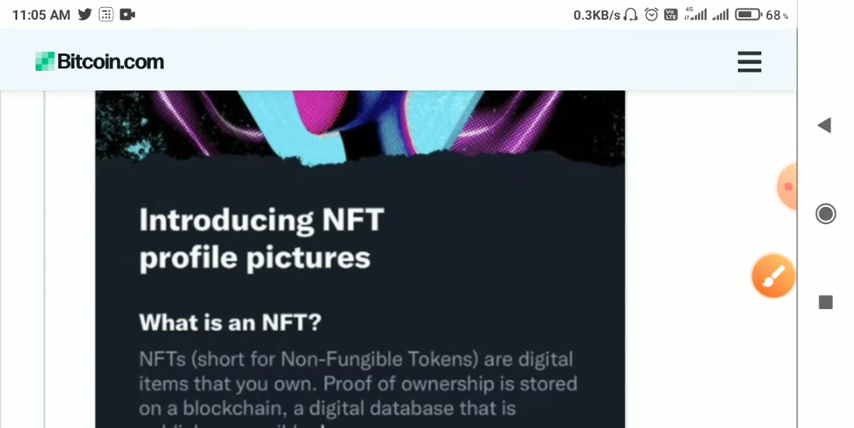 11:05 AM 0.3KB/s 4G VoLTE 68%
Bitcoin.com
Introducing NFT
profile pictures
What is an NFT?
NFTs (short for Non-Fungible Tokens) are digital
items that you own. Proof of ownership is stored
on a blockchain, a digital database that is